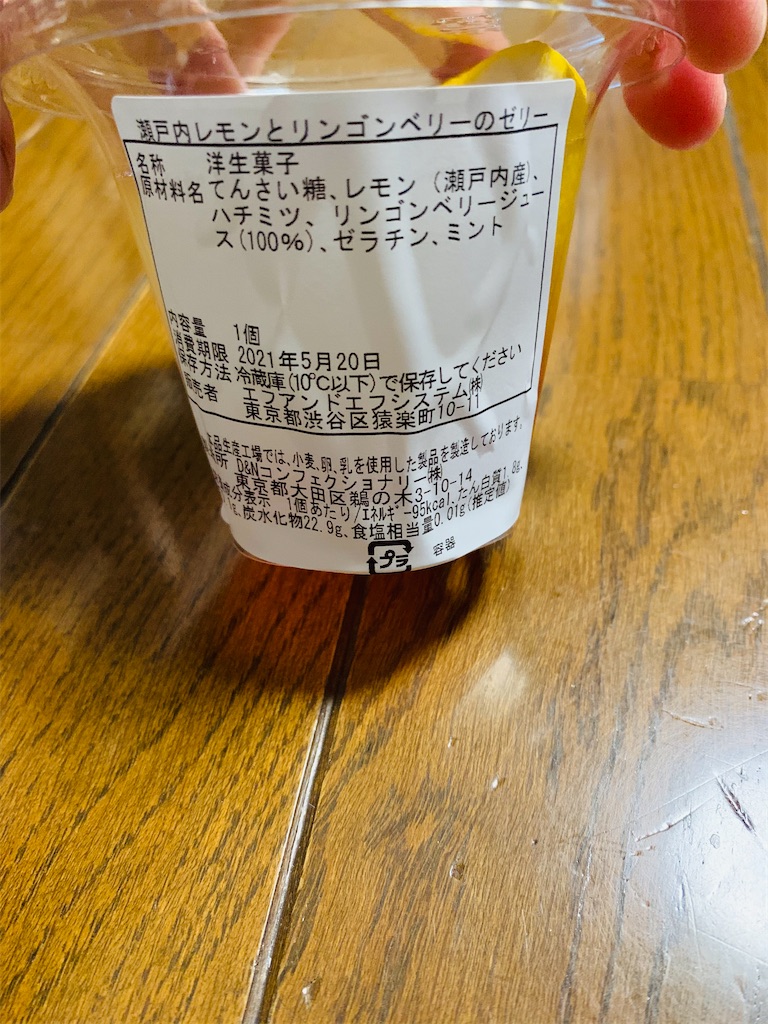 瀬戸内レモンとリンゴンベリーのゼリー
名称 洋生菓子
原材料名 てんさい糖、レモン (瀬戸内産)、
ハチミツ、リンゴンベリージュー
ス(100%)、ゼラチン、ミント
内容量 1個
消費期限 2021年5月20日
保存方法 冷蔵庫(10℃以下)で保存してください
販売者 エフアンドエフシステム㈱
東京都渋谷区猿楽町10-11
品生産工場では、小麦、卵、乳を使用した製品を製造しております。
所 D&Nコンフェクショナリー㈱
東京都大田区鵜の木3-10-14
成分表示 1個あたり/エネルギー95kcal、たん白質1.8g、
g、炭水化物22.9g、食塩相当量0.01g(推定値)
プラ 容器